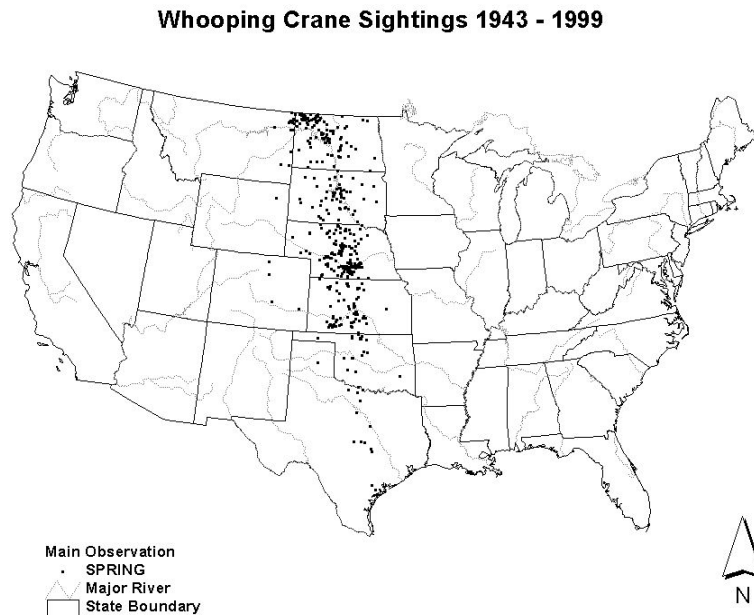 Whooping Crane Sightings 1943 - 1999
Main Observation
SPRING
Major River
State Boundary
N